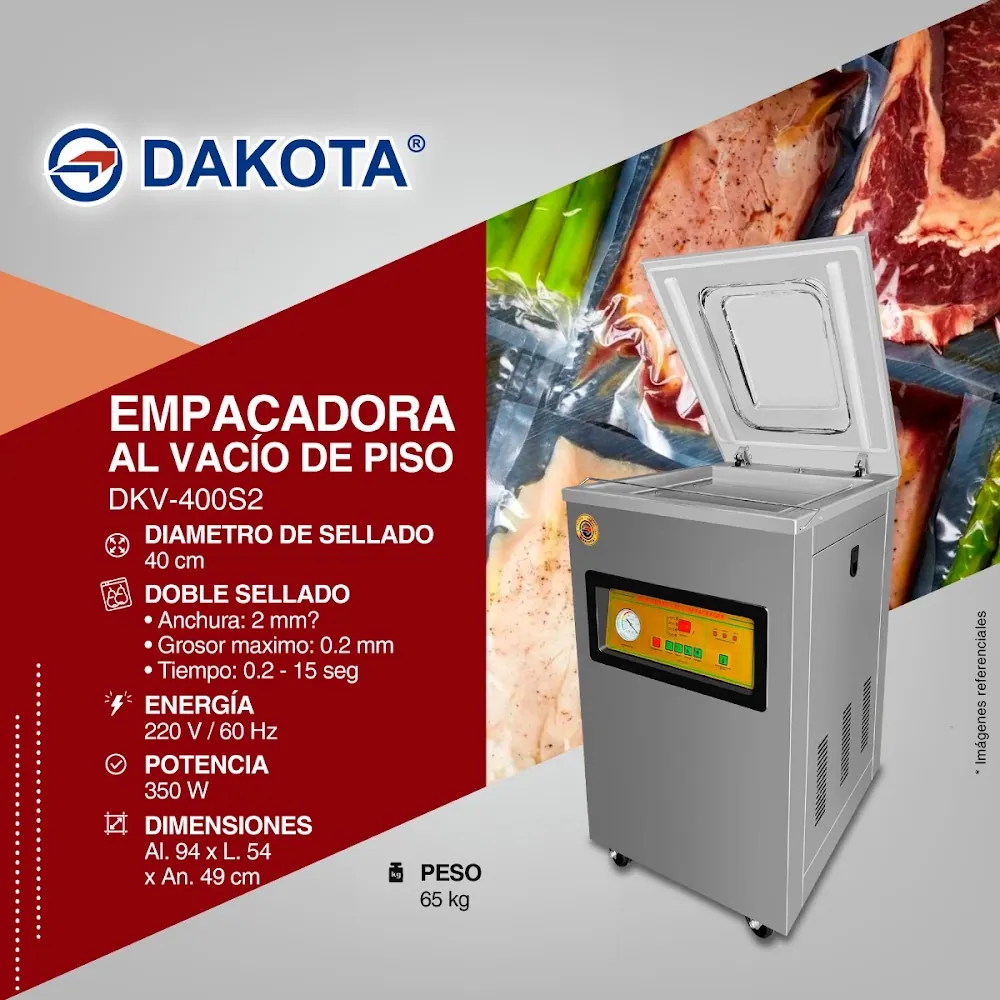 DAKOTA®
EMPACADORA
AL VACÍO DE PISO
DKV-400S2
DIAMETRO DE SELLADO
40 cm
DOBLE SELLADO
• Anchura: 2 mm?
• Grosor maximo: 0.2 mm
• Tiempo: 0.2 - 15 seg
ENERGÍA
220 V / 60 Hz
POTENCIA
350 W
DIMENSIONES
Al. 94 x L. 54
x An. 49 cm
kg
PESO
65 kg
* Imágenes referenciales